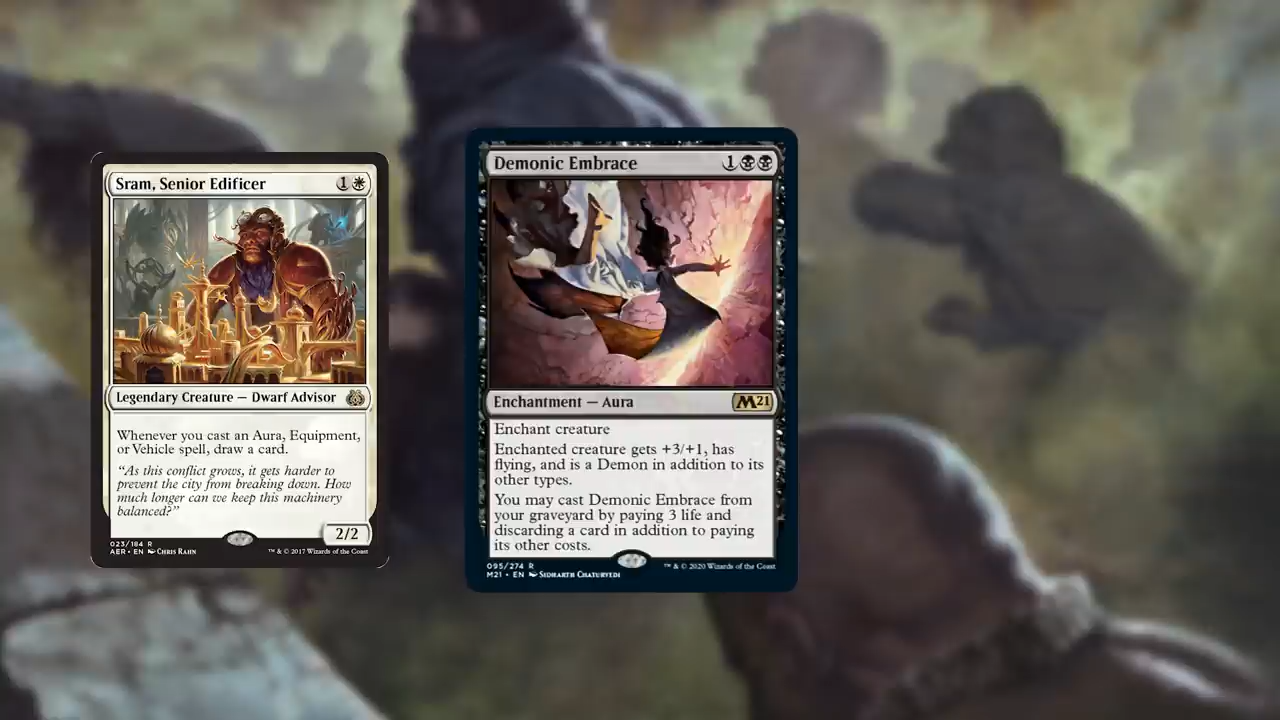 Sram, Senior Edificer 1
Legendary Creature — Dwarf Advisor
Whenever you cast an Aura, Equipment,
or Vehicle spell, draw a card.
“As this conflict grows, it gets harder to
prevent the city from breaking down. How
much longer can we keep this machinery
balanced?”
2/2
023/184 R
AER • EN Chris Rahn ™ & © 2017 Wizards of the Coast
Demonic Embrace 1
Enchantment — Aura M21
Enchant creature
Enchanted creature gets +3/+1, has
flying, and is a Demon in addition to its
other types.
You may cast Demonic Embrace from
your graveyard by paying 3 life and
discarding a card in addition to paying
its other costs.
095/274 R ™ & © 2020 Wizards of the Coast
M21 • EN Sidharth Chaturvedi